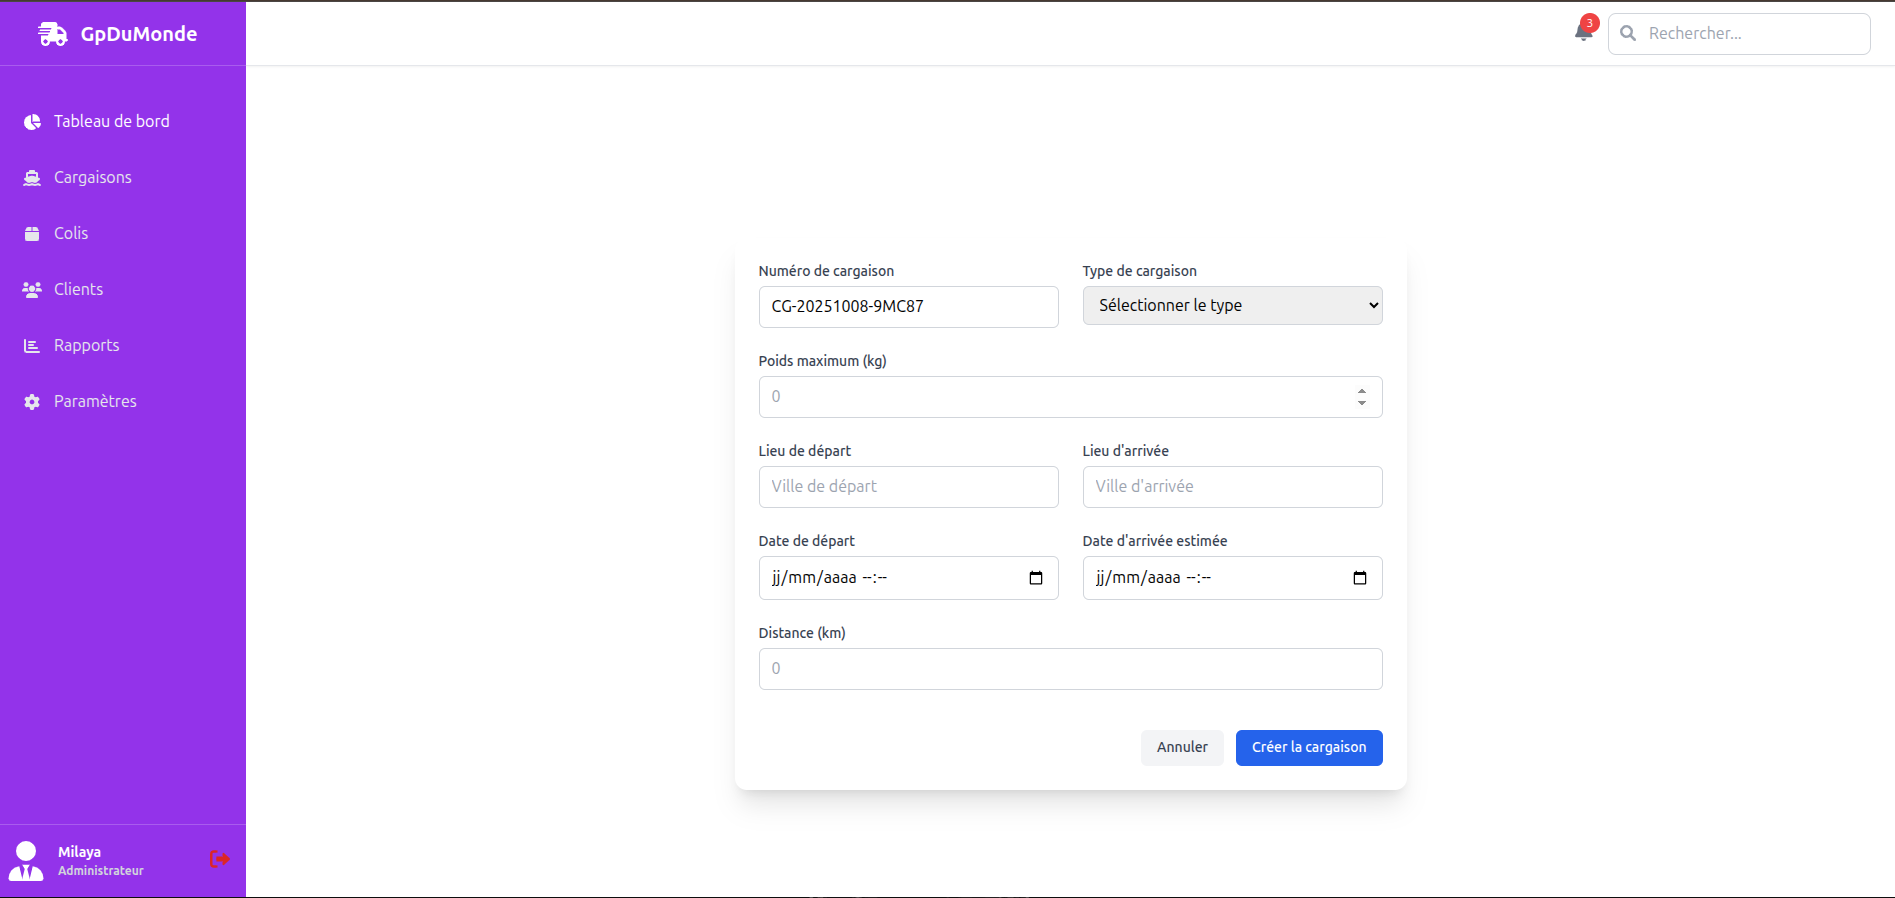 GpDuMonde
3
Rechercher...
Tableau de bord
Cargaisons
Colis
Clients
Rapports
Paramètres
Numéro de cargaison
Type de cargaison
CG-20251008-9MC87
Sélectionner le type
Poids maximum (kg)
0
Lieu de départ
Lieu d'arrivée
Ville de départ
Ville d'arrivée
Date de départ
Date d'arrivée estimée
jj/mm/aaaa --:--
jj/mm/aaaa --:--
Distance (km)
0
Annuler
Créer la cargaison
Milaya
Administrateur